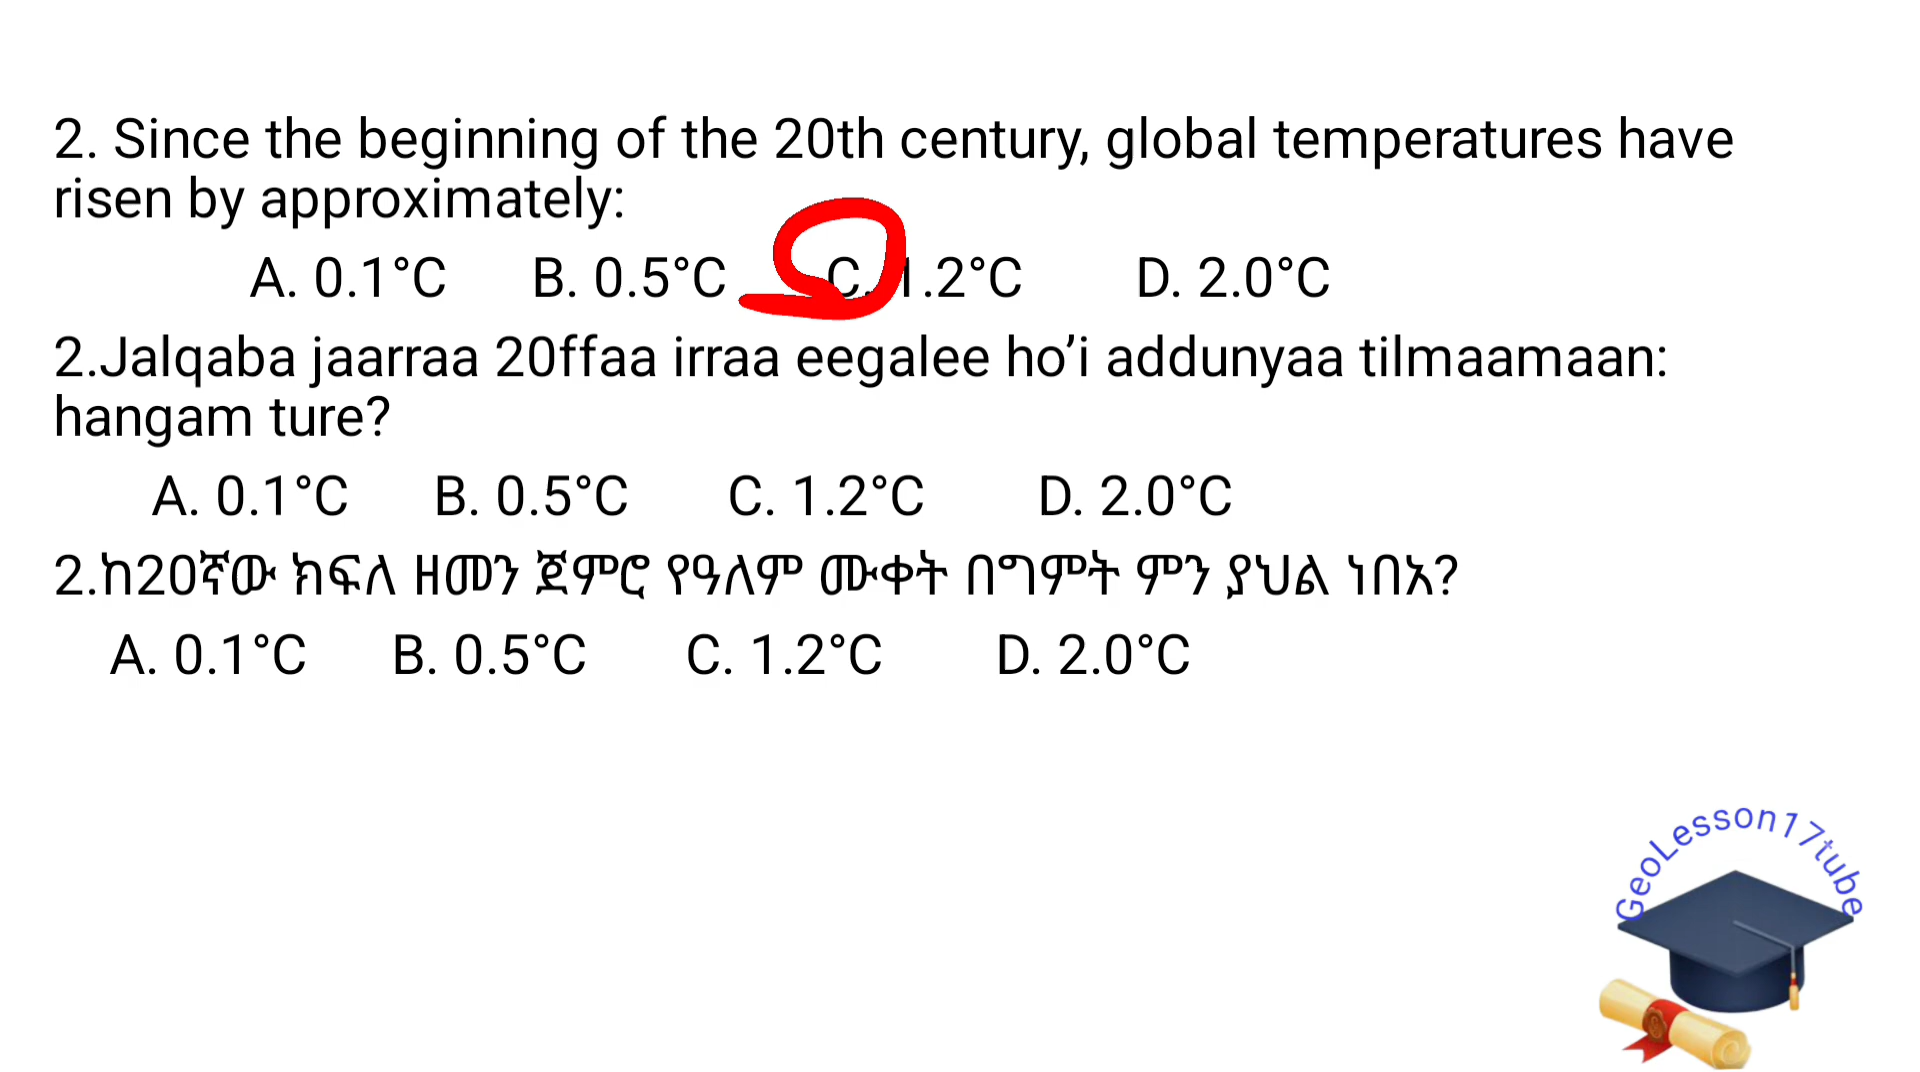 2. Since the beginning of the 20th century, global temperatures have
risen by approximately:
A. 0.1°C B. 0.5°C C. 1.2°C D. 2.0°C
2.Jalqaba jaarraa 20ffaa irraa eegalee ho’i addunyaa tilmaamaan:
hangam ture?
A. 0.1°C B. 0.5°C C. 1.2°C D. 2.0°C
2.ከ20ኛው ክፍለ ዘመን ጀምሮ የዓለም ሙቀት በግምት ምን ያህል ነበአ?
A. 0.1°C B. 0.5°C C. 1.2°C D. 2.0°C
GeoLesson17tube